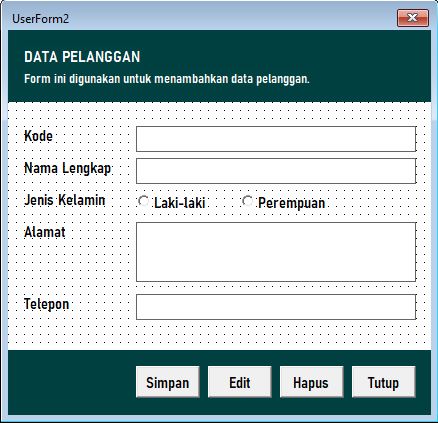 UserForm2
DATA PELANGGAN
Form ini digunakan untuk menambahkan data pelanggan.
Kode
Nama Lengkap
Jenis Kelamin Laki-laki Perempuan
Alamat
Telepon
Simpan Edit Hapus Tutup